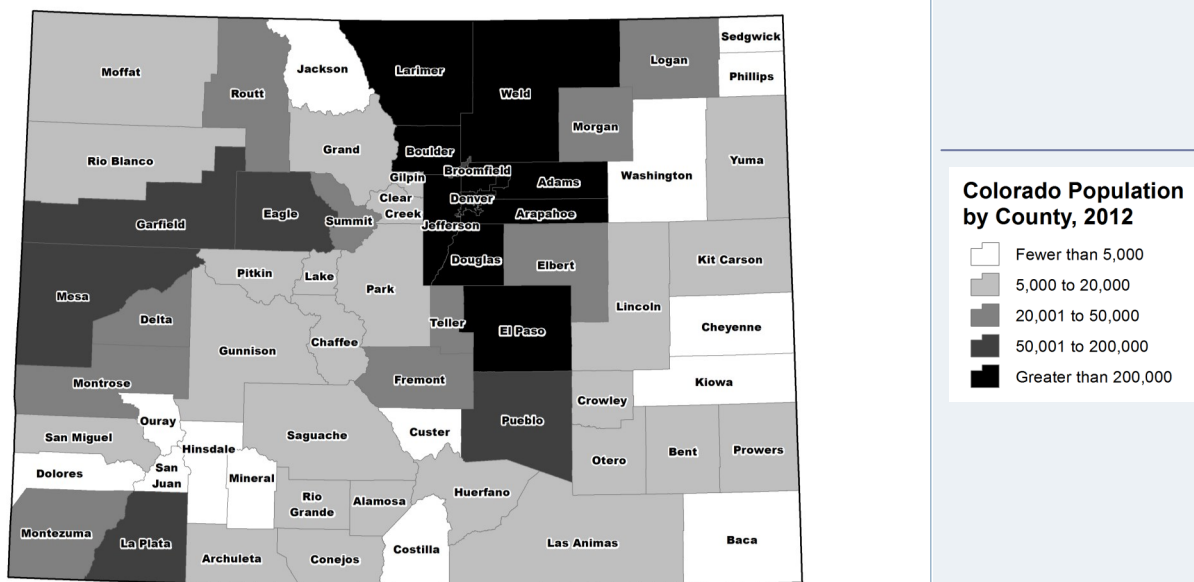 Sedgwick
Moffat
Jackson
Larimer
Logan
Phillips
Routt
Weld
Morgan
Rio Blanco
Grand
Boulder
Yuma
Broomfield
Gilpin
Washington
Adams
Clear
Creek
Denver
Eagle
Summit
Arapahoe
Garfield
Jefferson
Pitkin
Lake
Douglas
Elbert
Kit Carson
Mesa
Park
Lincoln
Delta
Teller
El Paso
Cheyenne
Gunnison
Chaffee
Montrose
Fremont
Kiowa
Crowley
Ouray
Pueblo
San Miguel
Saguache
Custer
Hinsdale
Bent
Prowers
Otero
Dolores
San
Juan
Mineral
Rio
Grande
Alamosa
Huerfano
Montezuma
La Plata
Costilla
Las Animas
Baca
Archuleta
Conejos
Colorado Population
by County, 2012
Fewer than 5,000
5,000 to 20,000
20,001 to 50,000
50,001 to 200,000
Greater than 200,000